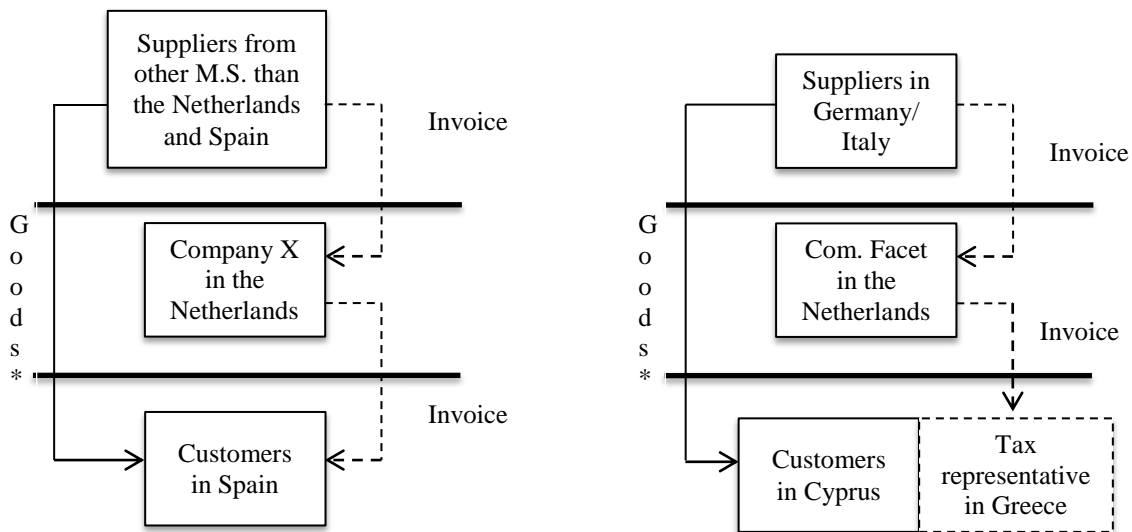 Suppliers from
other M.S. than
the Netherlands
and Spain
Invoice
G
o
o
d
s
*
Company X
in the
Netherlands
Invoice
Customers
in Spain
Suppliers in
Germany/
Italy
Invoice
G
o
o
d
s
*
Com. Facet
in the
Netherlands
Invoice
Customers
in Cyprus
Tax
representative
in Greece